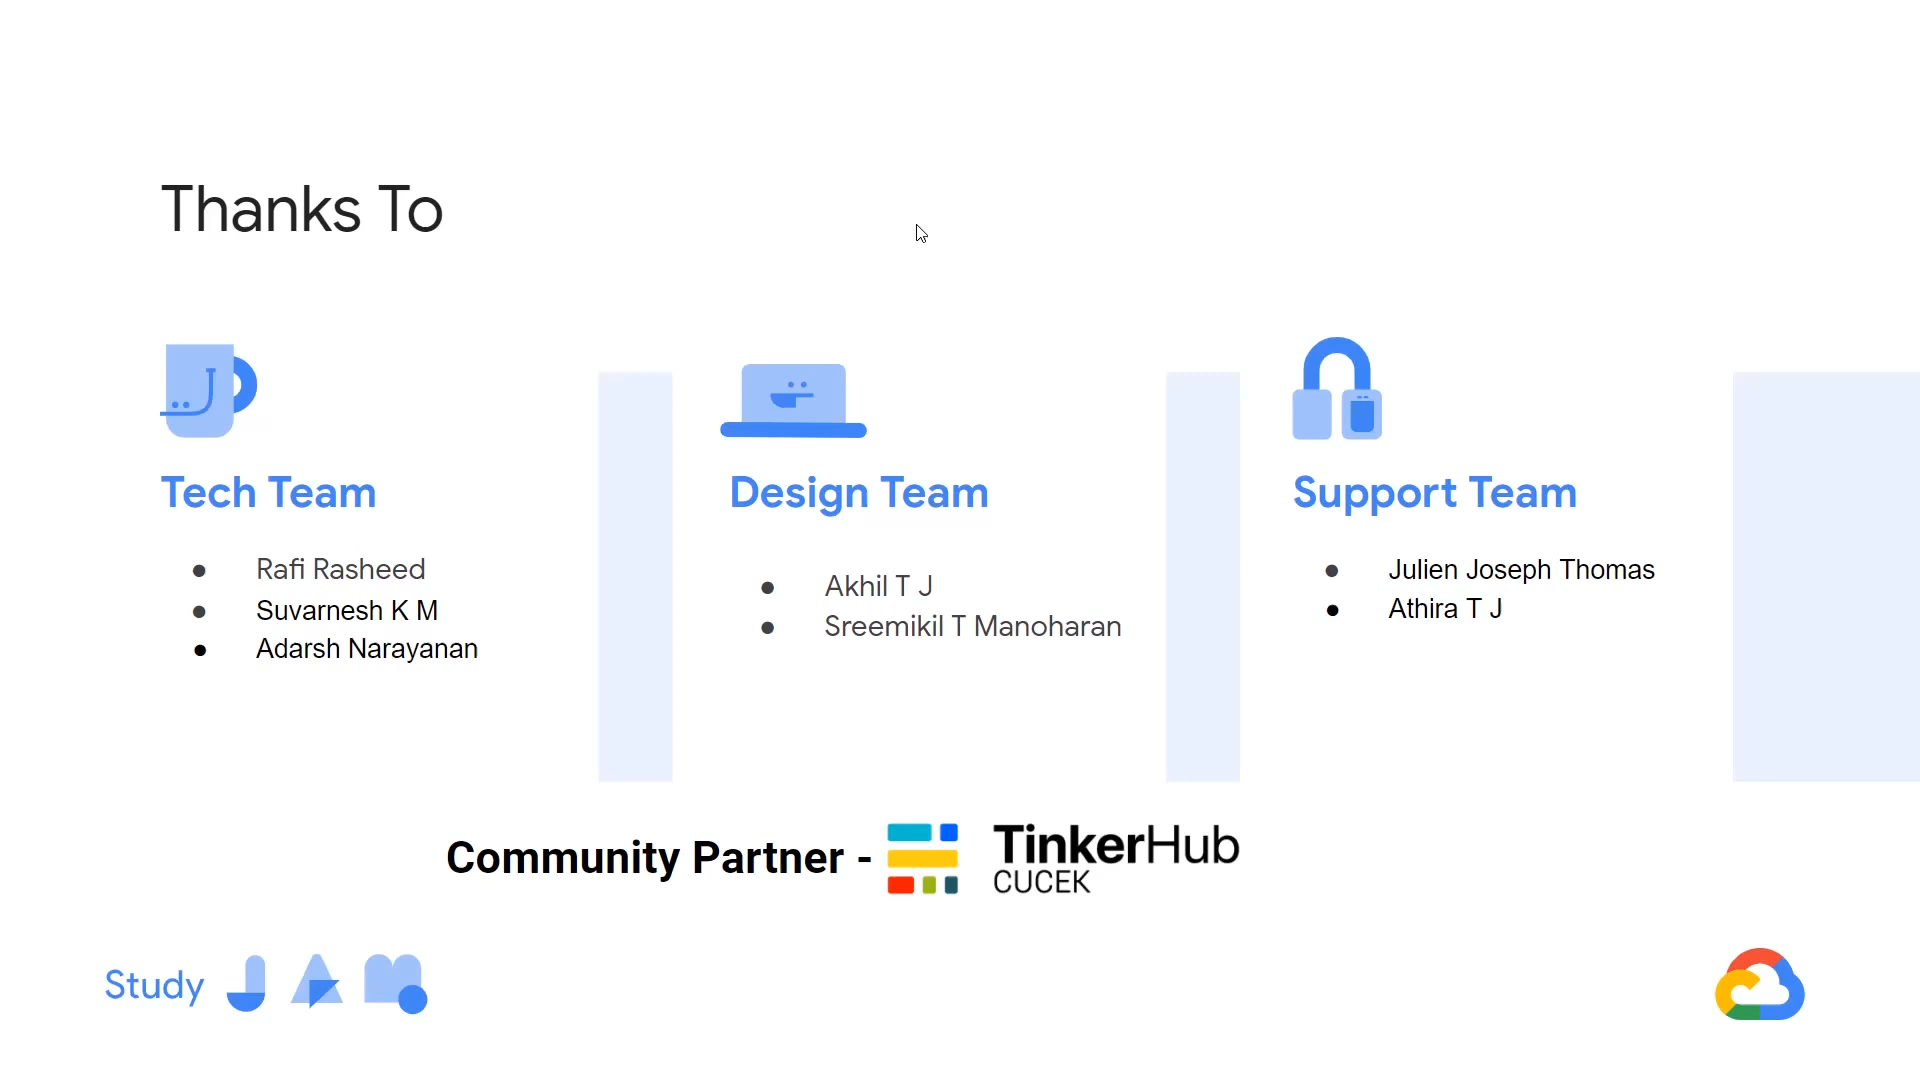 Thanks To
Tech Team
● Rafi Rasheed
● Suvarnesh K M
● Adarsh Narayanan
Design Team
● Akhil T J
● Sreemikil T Manoharan
Support Team
● Julien Joseph Thomas
● Athira T J
Community Partner - TinkerHub
CUCEK
Study JAM